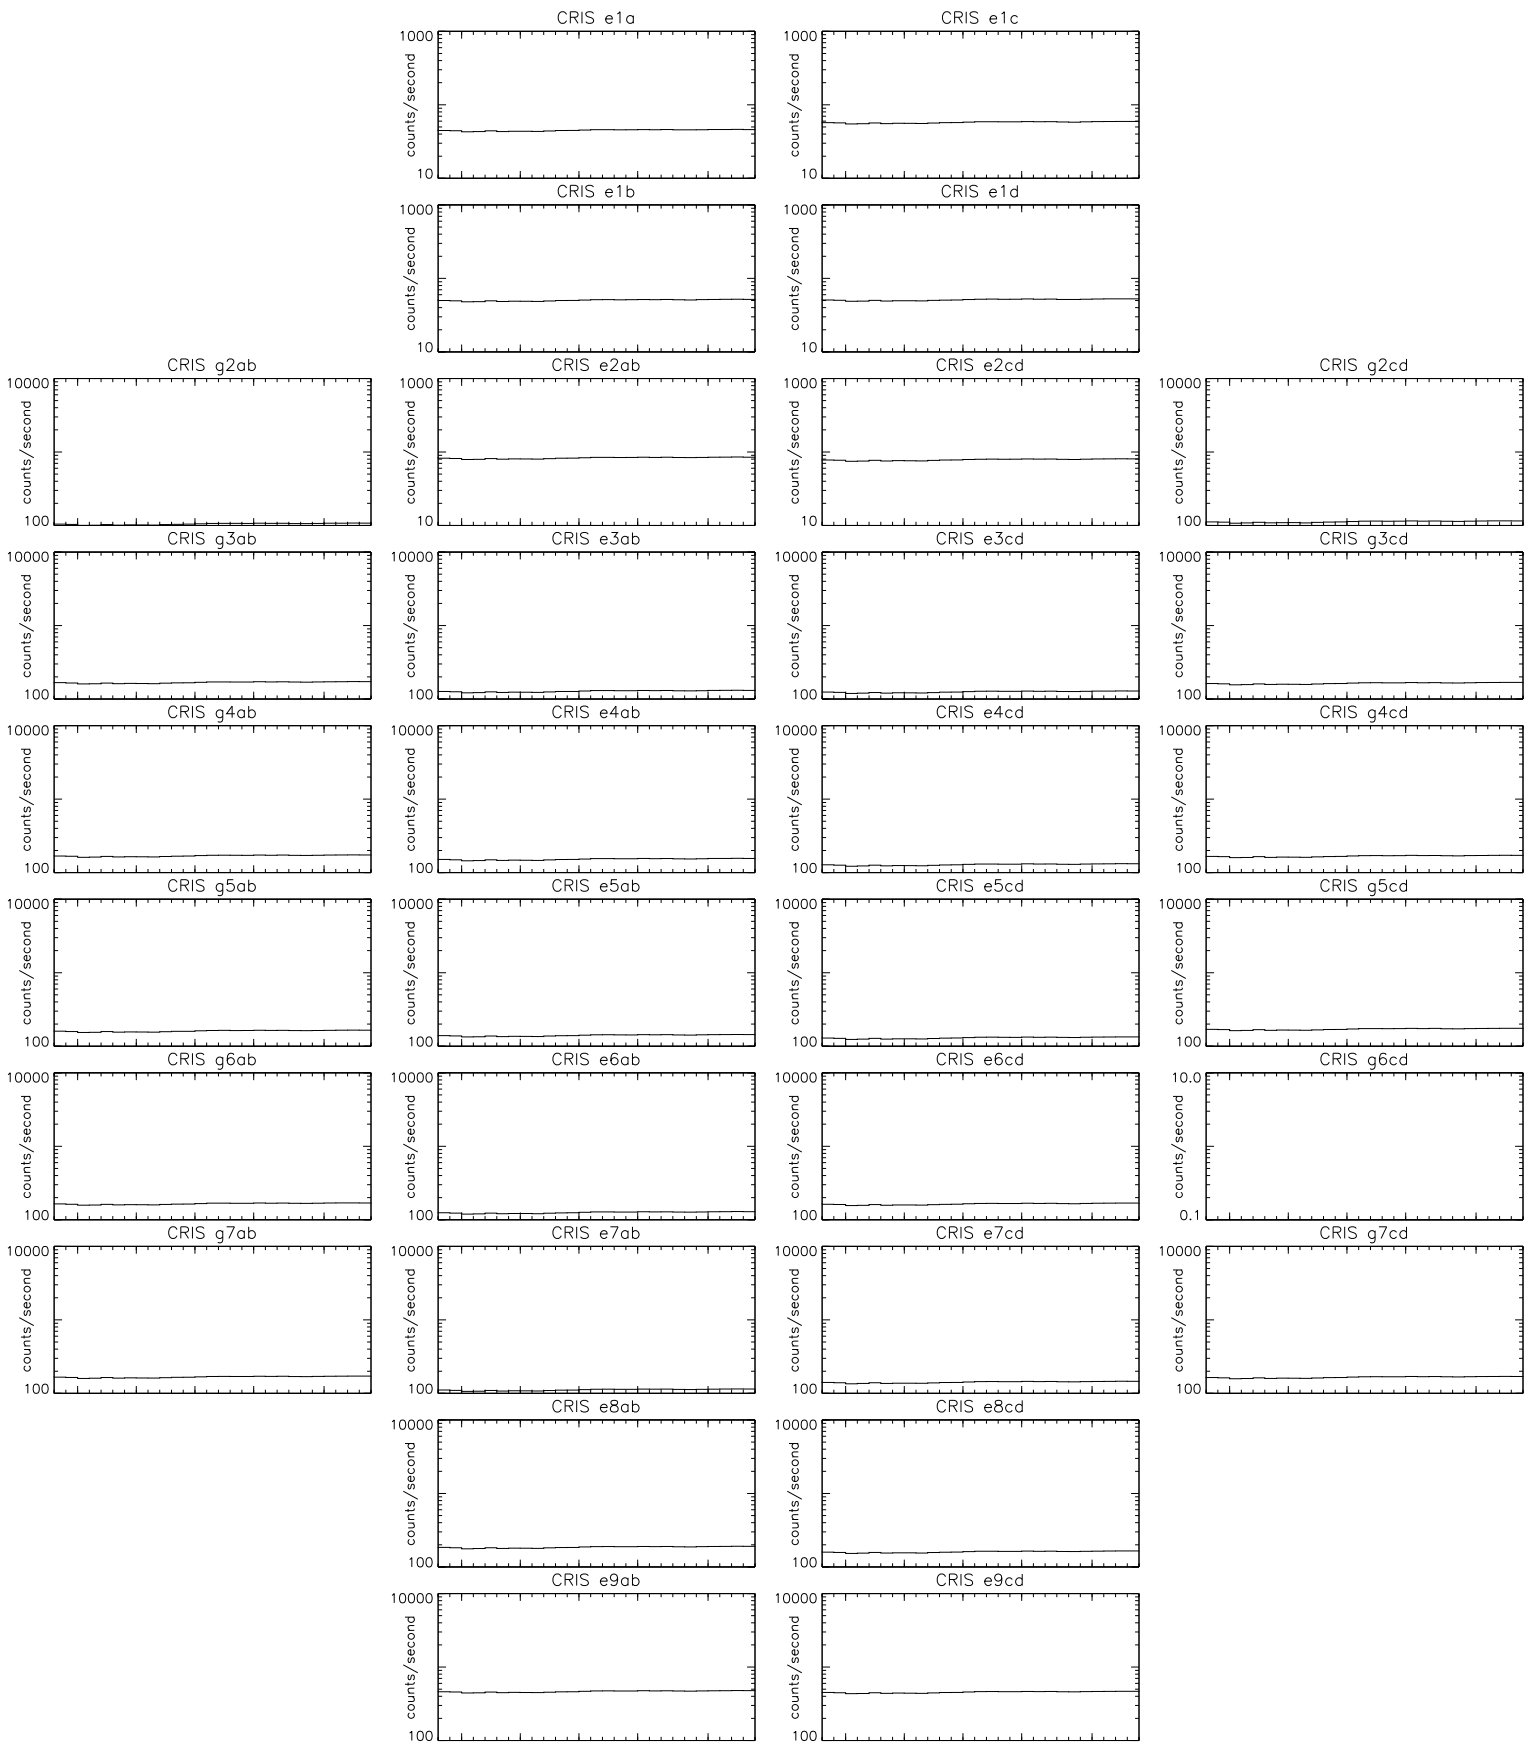 CRIS e1a
1000
counts/second
10
CRIS e1c
1000
counts/second
10
CRIS e1b
1000
counts/second
10
CRIS e1d
1000
counts/second
10
CRIS g2ab
10000
counts/second
100
CRIS e2ab
1000
counts/second
10
CRIS e2cd
1000
counts/second
10
CRIS g2cd
10000
counts/second
100
CRIS g3ab
10000
counts/second
100
CRIS e3ab
10000
counts/second
100
CRIS e3cd
10000
counts/second
100
CRIS g3cd
10000
counts/second
100
CRIS g4ab
10000
counts/second
100
CRIS e4ab
10000
counts/second
100
CRIS e4cd
10000
counts/second
100
CRIS g4cd
10000
counts/second
100
CRIS g5ab
10000
counts/second
100
CRIS e5ab
10000
counts/second
100
CRIS e5cd
10000
counts/second
100
CRIS g5cd
10000
counts/second
100
CRIS g6ab
10000
counts/second
100
CRIS e6ab
10000
counts/second
100
CRIS e6cd
10000
counts/second
100
CRIS g6cd
10.0
counts/second
0.1
CRIS g7ab
10000
counts/second
100
CRIS e7ab
10000
counts/second
100
CRIS e7cd
10000
counts/second
100
CRIS g7cd
10000
counts/second
100
CRIS e8ab
10000
counts/second
100
CRIS e8cd
10000
counts/second
100
CRIS e9ab
10000
counts/second
100
CRIS e9cd
10000
counts/second
100